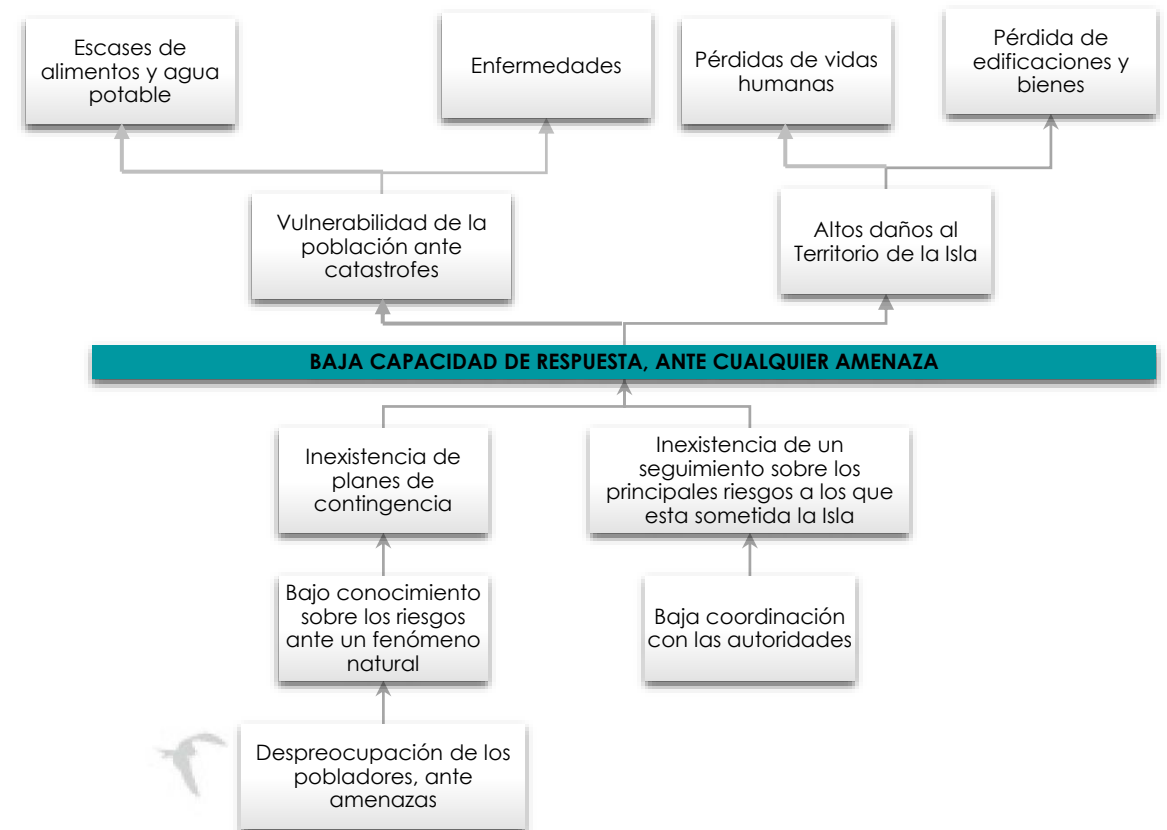 Escases de
alimentos y agua
potable
Enfermedades
Pérdidas de vidas
humanas
Pérdida de
edificaciones y
bienes
Vulnerabilidad de la
población ante
catastrofes
Altos daños al
Territorio de la Isla
BAJA CAPACIDAD DE RESPUESTA, ANTE CUALQUIER AMENAZA
Inexistencia de
planes de
contingencia
Inexistencia de un
seguimiento sobre los
principales riesgos a los que
esta sometida la Isla
Bajo conocimiento
sobre los riesgos
ante un fenómeno
natural
Baja coordinación
con las autoridades
Despreocupación de los
pobladores, ante
amenazas